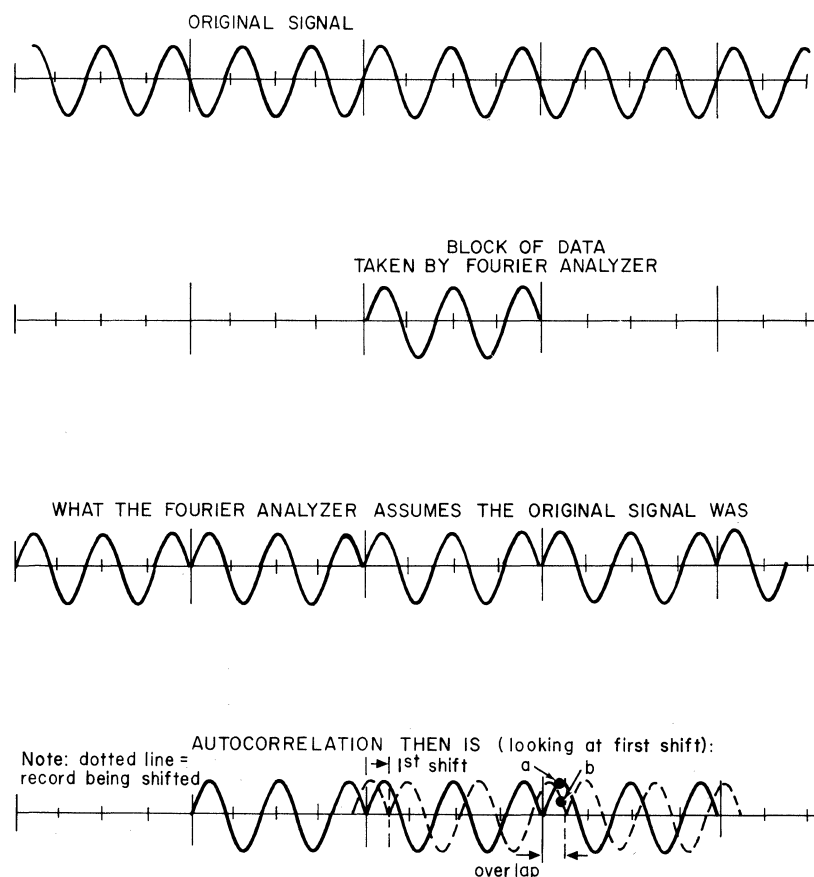 ORIGINAL SIGNAL
BLOCK OF DATA
TAKEN BY FOURIER ANALYZER
WHAT THE FOURIER ANALYZER ASSUMES THE ORIGINAL SIGNAL WAS
AUTOCORRELATION THEN IS (looking at first shift):
Note: dotted line =
record being shifted
1st shift
a
b
overlap